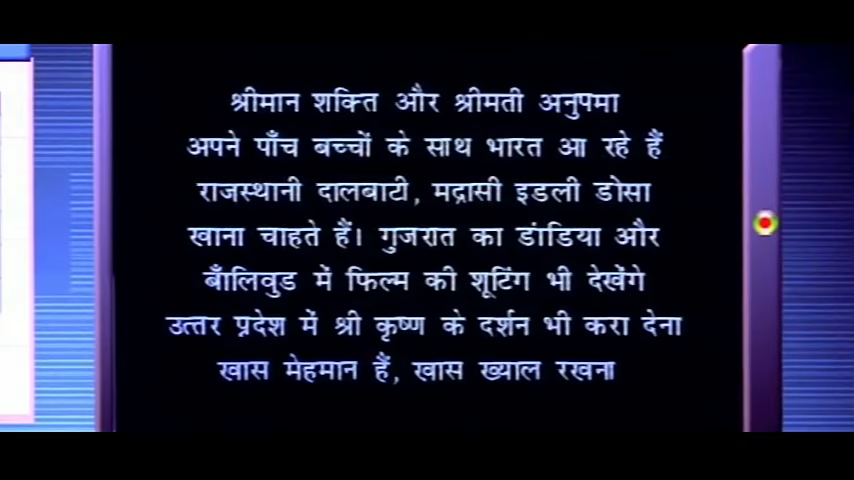 श्रीमान शक्ति और श्रीमती अनुपमा
अपने पाँच बच्चों के साथ भारत आ रहे हैं
राजस्थानी दालबाटी, मद्रासी इडली डोसा
खाना चाहते हैं। गुजरात का डांडिया और
बाँलिवुड में फिल्म की शूटिंग भी देखेंगे
उत्तर प्रदेश में श्री कृष्ण के दर्शन भी करा देना
खास मेहमान हैं, खास ख्याल रखना